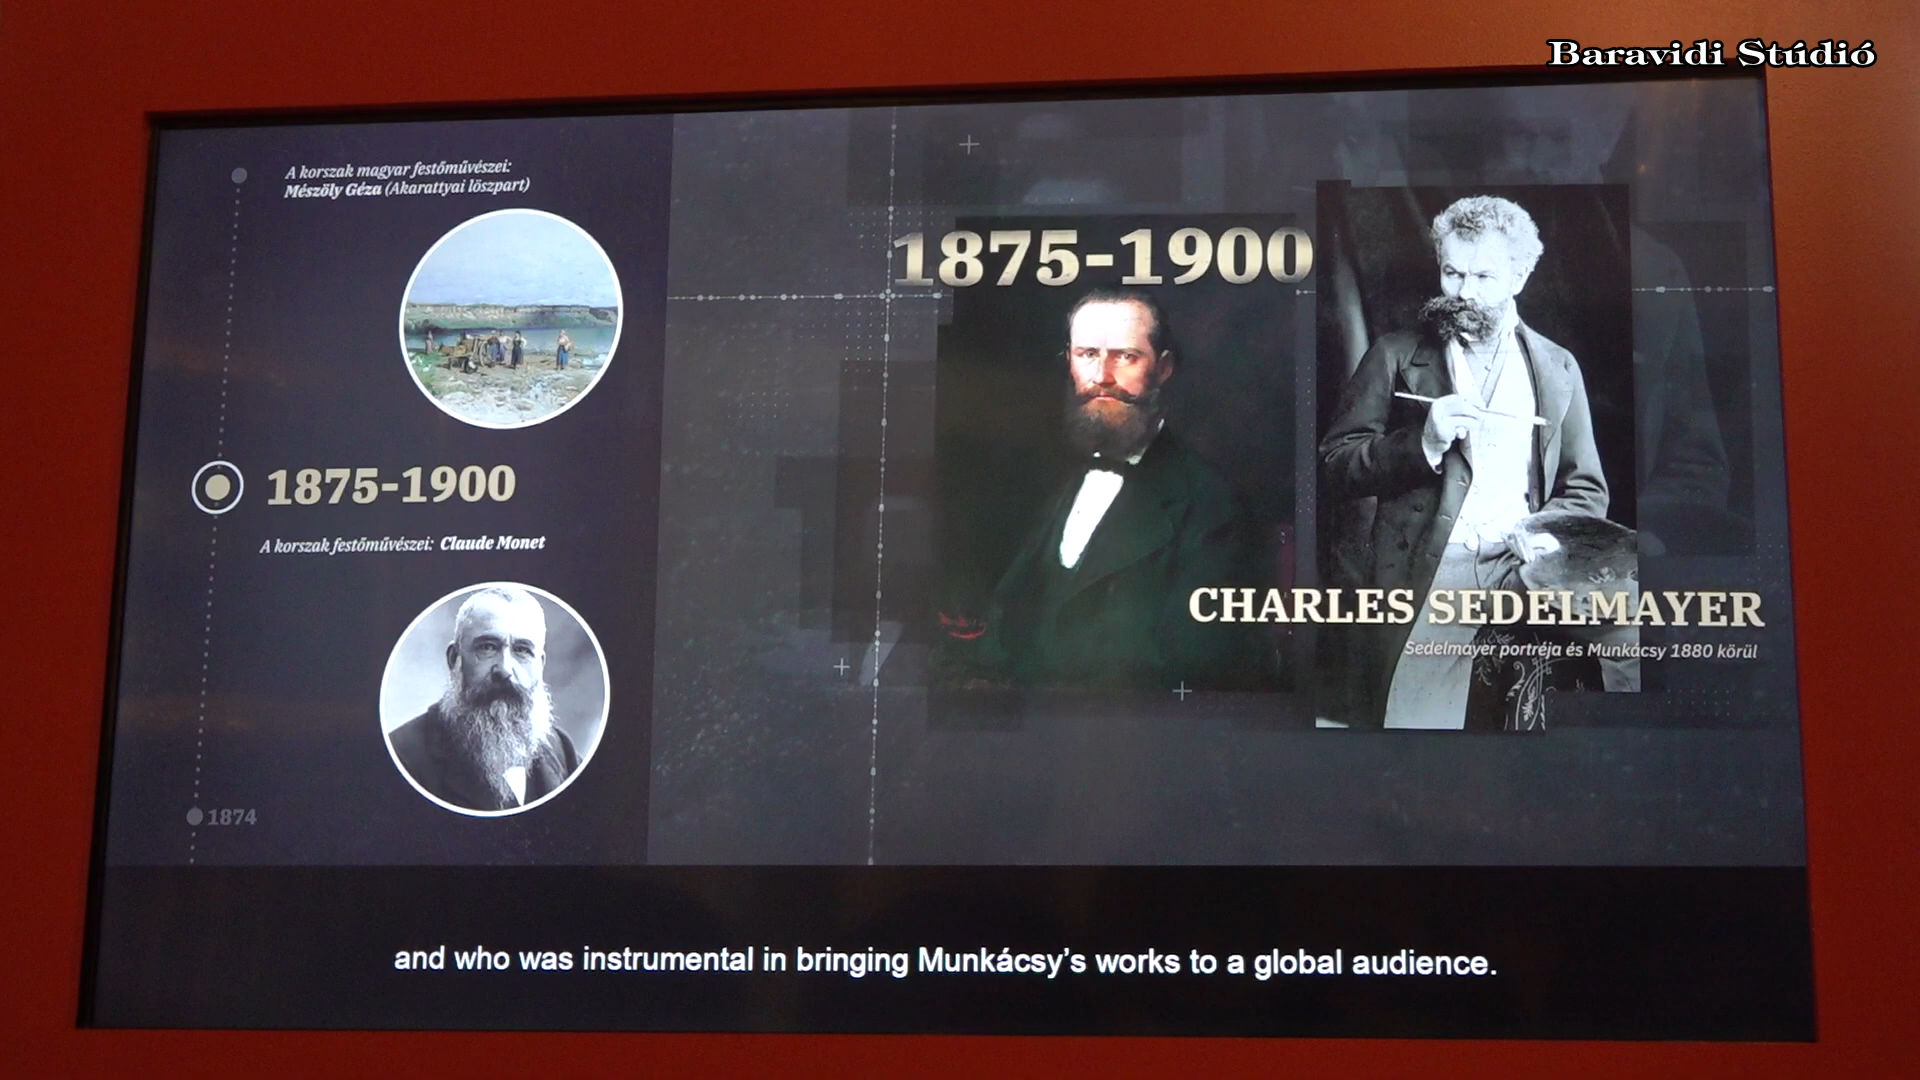 Baravidi Stúdió
A korszak magyar festőművészei:
Mészöly Géza (Akarattyai löszpart)
1875-1900
A korszak festőművészei: Claude Monet
1874
1875-1900
CHARLES SEDELMAYER
Sedelmayer portréja és Munkácsy 1880 körül
and who was instrumental in bringing Munkácsy's works to a global audience.